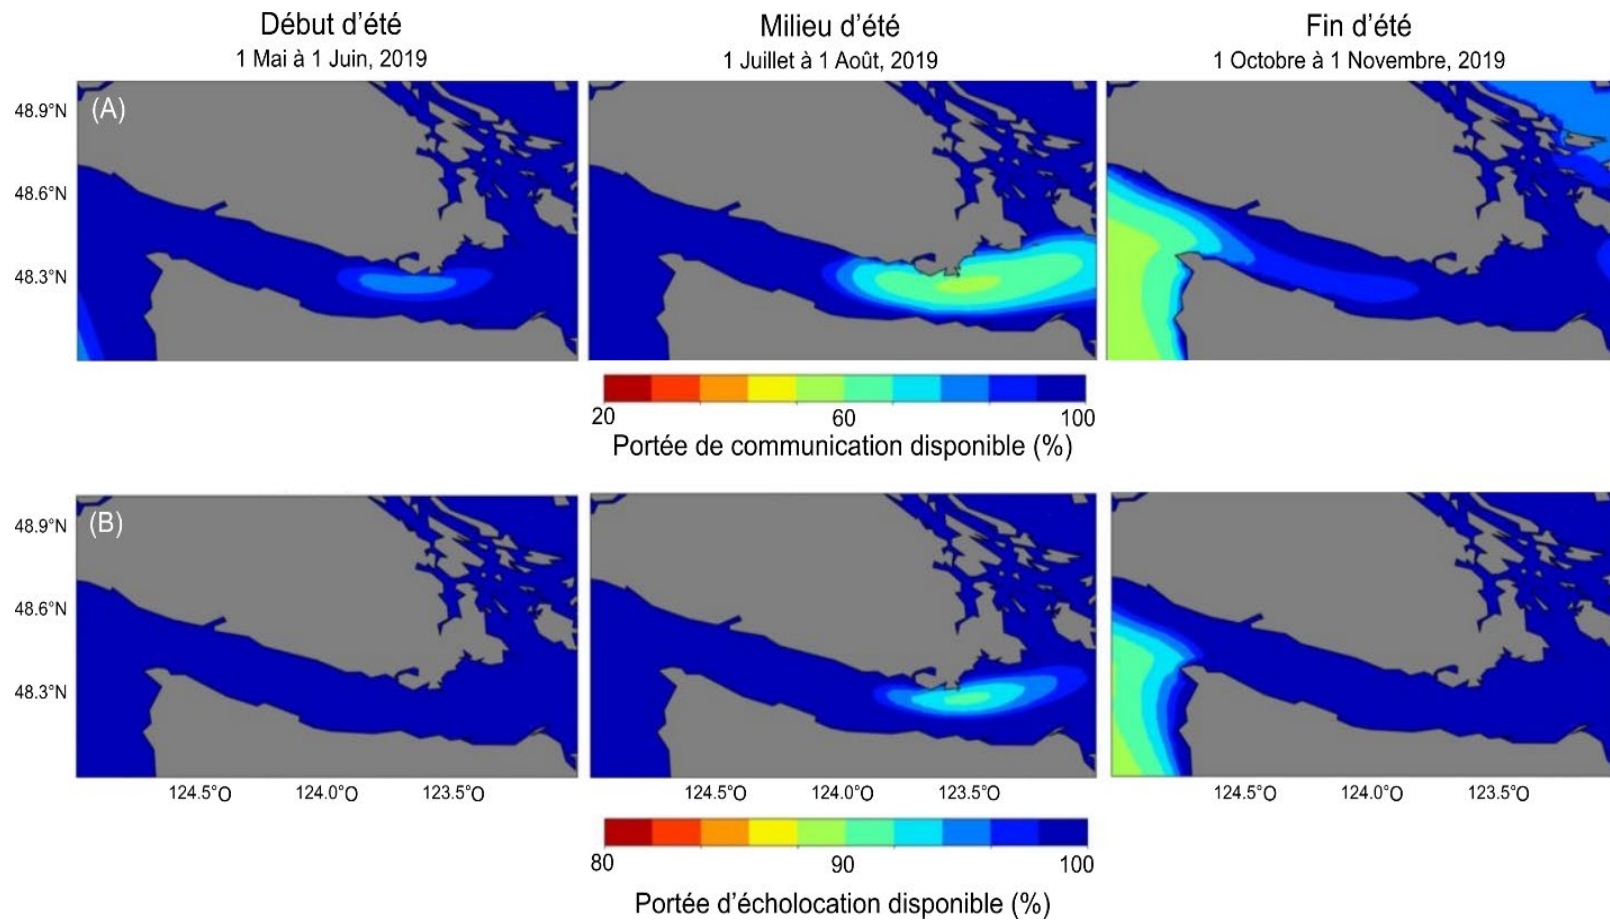 Début d'été
1 Mai à 1 Juin, 2019
Milieu d'été
1 Juillet à 1 Août, 2019
Fin d'été
1 Octobre à 1 Novembre, 2019
(A)
48.9°N
48.6°N
48.3°N
20
60
100
Portée de communication disponible (%)
(B)
48.9°N
48.6°N
48.3°N
124.5°O
124.0°O
123.5°O
124.5°O
124.0°O
123.5°O
124.5°O
124.0°O
123.5°O
80
90
100
Portée d'écholocation disponible (%)